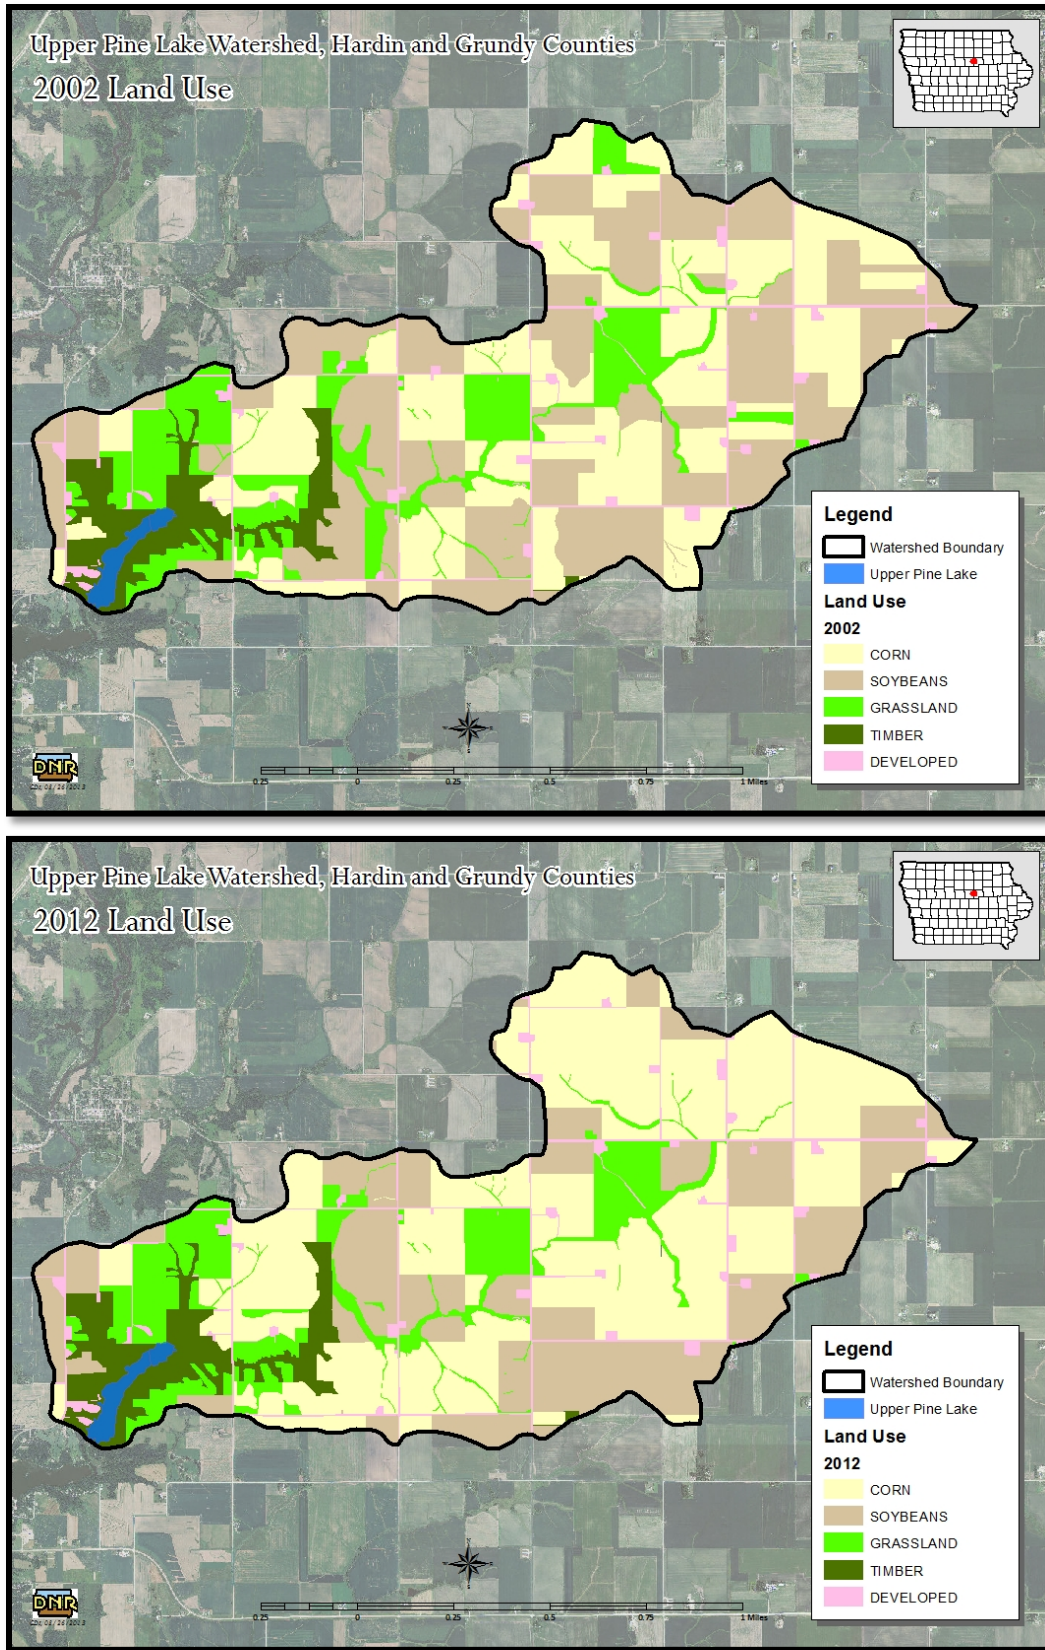 Upper Pine Lake Watershed, Hardin and Grundy Counties
2002 Land Use
Legend
Watershed Boundary
Upper Pine Lake
Land Use
2002
CORN
SOYBEANS
GRASSLAND
TIMBER
DEVELOPED
DNR
0.25 0 0.25 0.5 0.75 1 Miles
Upper Pine Lake Watershed, Hardin and Grundy Counties
2012 Land Use
Legend
Watershed Boundary
Upper Pine Lake
Land Use
2012
CORN
SOYBEANS
GRASSLAND
TIMBER
DEVELOPED
DNR
0.25 0 0.25 0.5 0.75 1 Miles